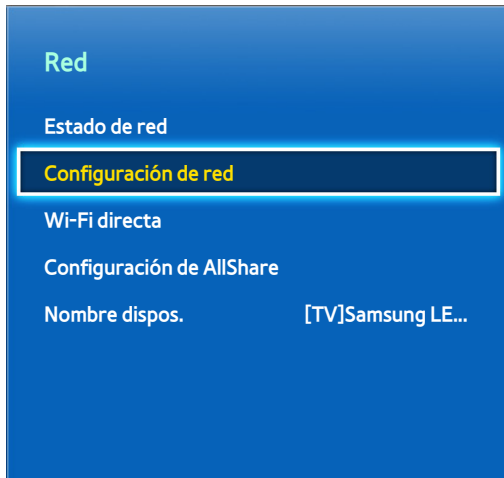 Red
Estado de red
Configuración de red
Wi-Fi directa
Configuración de AllShare
Nombre dispos. [TV]Samsung LE...